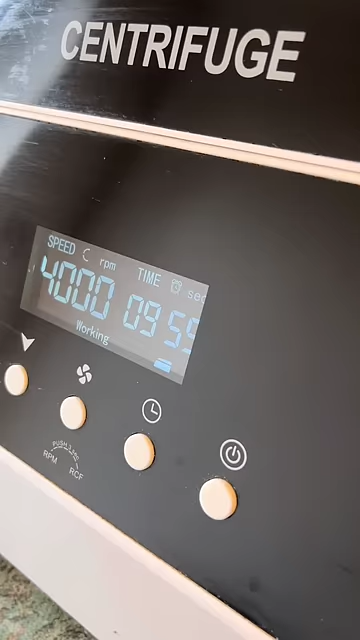 CENTRIFUGE
SPEED rpm TIME sec
4000 09 59
Working
PUSH 3 sec
RPM RCF